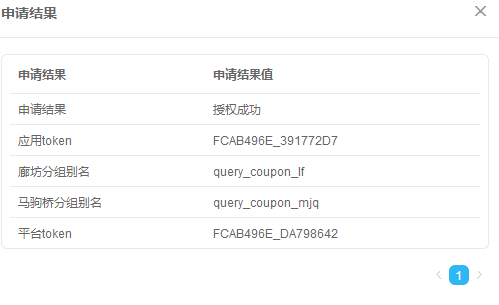 申请结果
申请结果 申请结果值
申请结果 授权成功
应用token FCAB496E_391772D7
廊坊分组别名 query_coupon_lf
马驹桥分组别名 query_coupon_mjq
平台token FCAB496E_DA798642
1